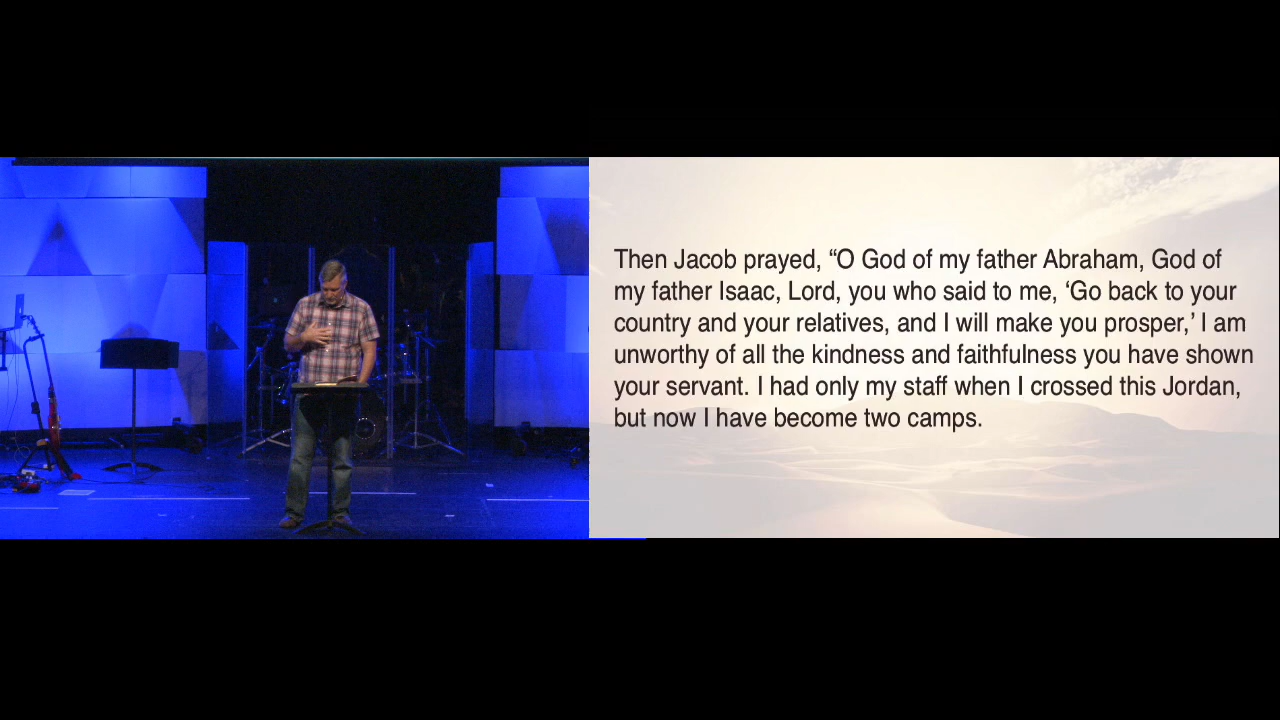 Then Jacob prayed, “O God of my father Abraham, God of
my father Isaac, Lord, you who said to me, ‘Go back to your
country and your relatives, and I will make you prosper,’ I am
unworthy of all the kindness and faithfulness you have shown
your servant. I had only my staff when I crossed this Jordan,
but now I have become two camps.